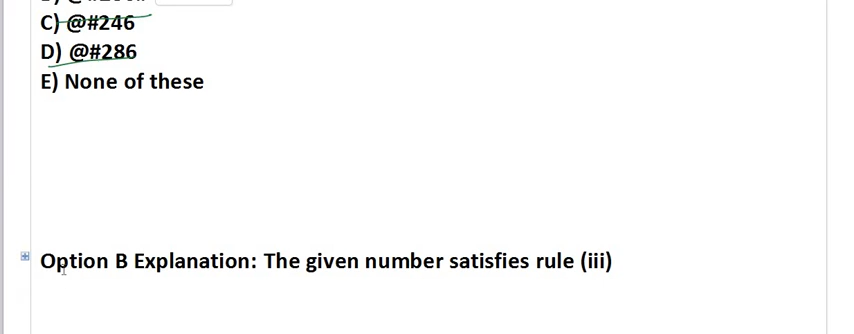 C) @#246
D) @#286
E) None of these
Option B Explanation: The given number satisfies rule (iii)